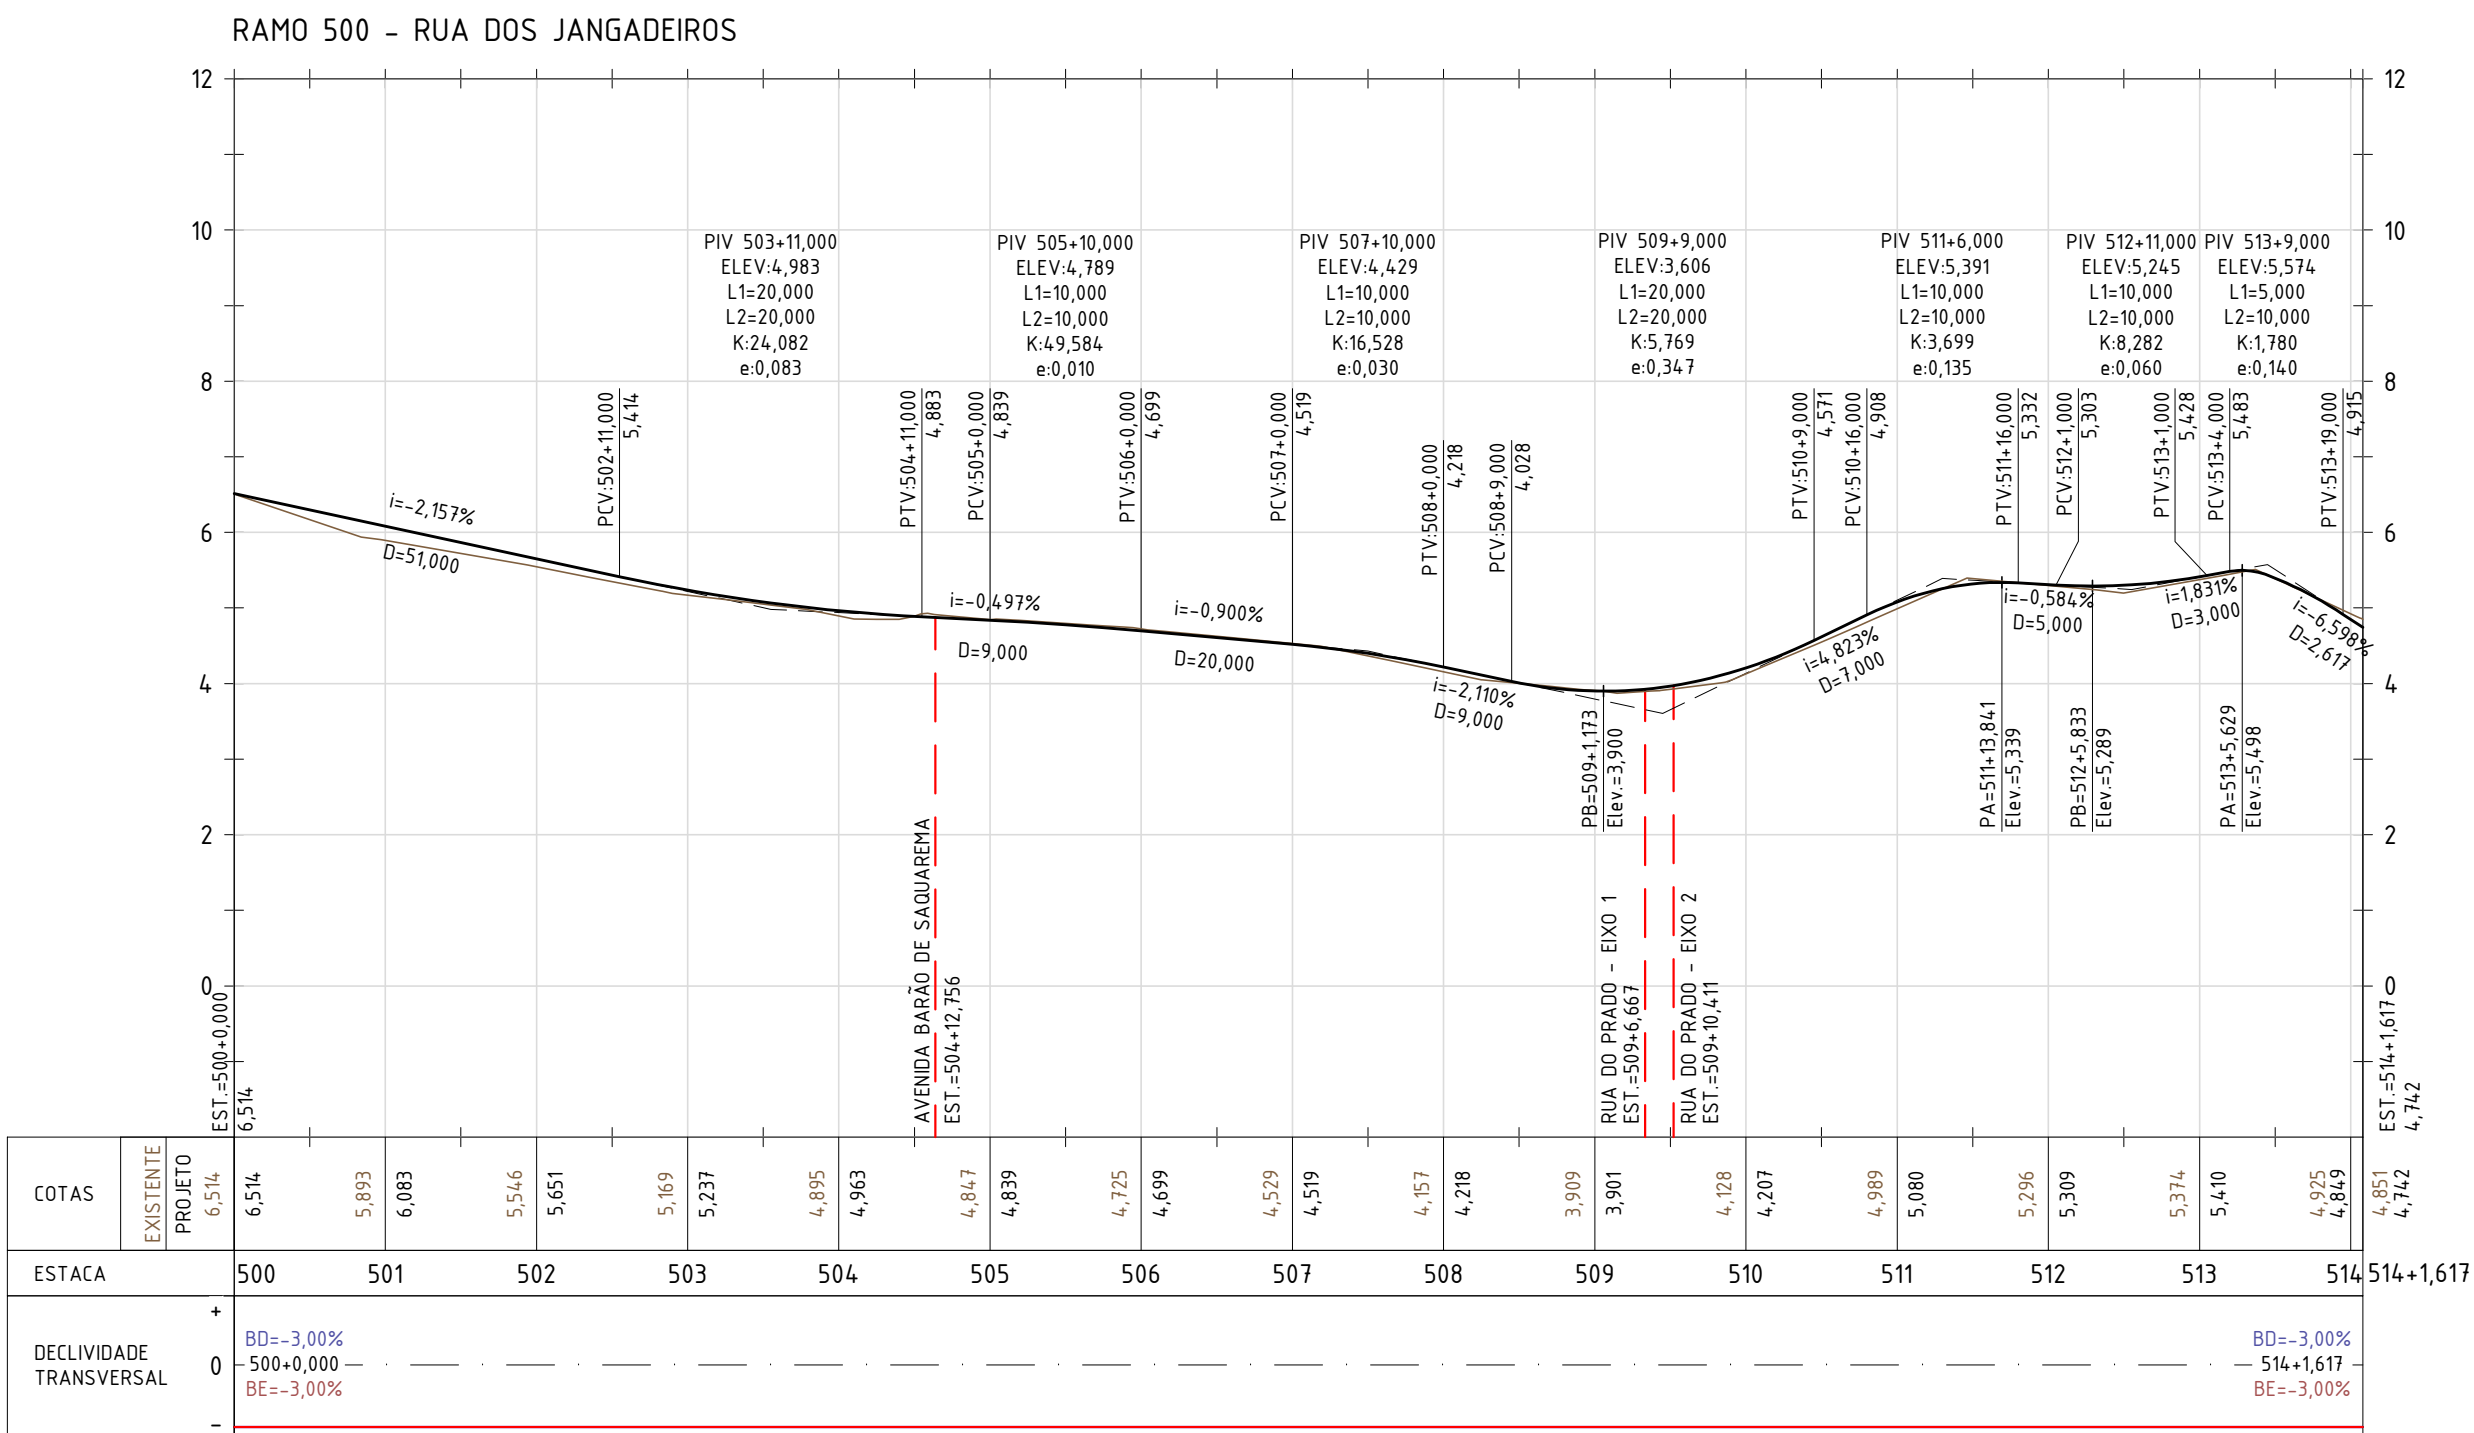 RAMO 500 - RUA DOS JANGADEIROS
12
10
8
6
4
2
0
12
10
8
6
4
2
0
PIV 503+11,000
ELEV:4,983
L1=20,000
L2=20,000
K:24,082
e:0,083
PIV 505+10,000
ELEV:4,789
L1=10,000
L2=10,000
K:49,584
e:0,010
PIV 507+10,000
ELEV:4,429
L1=10,000
L2=10,000
K:16,528
e:0,030
PIV 509+9,000
ELEV:3,606
L1=20,000
L2=20,000
K:5,769
e:0,347
PIV 511+6,000
ELEV:5,391
L1=10,000
L2=10,000
K:3,699
e:0,135
PIV 512+11,000
ELEV:5,245
L1=10,000
L2=10,000
K:8,282
e:0,060
PIV 513+9,000
ELEV:5,574
L1=5,000
L2=10,000
K:1,780
e:0,140
PCV:502+11,000
5,414
PTV:504+11,000
4,883
PCV:505+0,000
4,839
PTV:506+0,000
4,699
PCV:507+0,000
4,519
PTV:508+0,000
4,218
PCV:508+9,000
4,028
PTV:510+9,000
4,571
PCV:510+16,000
4,908
PTV:511+16,000
5,332
PCV:512+1,000
5,303
PTV:513+1,000
5,428
PCV:513+4,000
5,483
PTV:513+19,000
4,915
i=-2,157%
D=51,000
i=-0,497%
D=9,000
i=-0,900%
D=20,000
i=-2,110%
D=9,000
i=4,823%
D=7,000
i=-0,584%
D=5,000
i=1,831%
D=3,000
i=-6,598%
D=2,617
PB=509+1,173
Elev.=3,900
PA=511+13,841
Elev.=5,339
PB=512+5,833
Elev.=5,289
PA=513+5,629
Elev.=5,498
EST.=500+0,000
6,514
AVENIDA BARÃO DE SAQUAREMA
EST.=504+12,756
RUA DO PRADO - EIXO 1
EST.=509+6,667
RUA DO PRADO - EIXO 2
EST.=509+10,411
EST.=514+1,617
4,742
COTAS
EXISTENTE
PROJETO
6,514
6,514
5,893
6,083
5,546
5,651
5,169
5,237
4,895
4,963
4,847
4,839
4,725
4,699
4,529
4,519
4,157
4,218
3,909
3,901
4,128
4,207
4,989
5,080
5,296
5,309
5,374
5,410
4,925
4,849
4,851
4,742
ESTACA
500 501 502 503 504 505 506 507 508 509 510 511 512 513 514 514+1,617
DECLIVIDADE
TRANSVERSAL
+
0
-
BD=-3,00%
500+0,000
BE=-3,00%
BD=-3,00%
514+1,617
BE=-3,00%